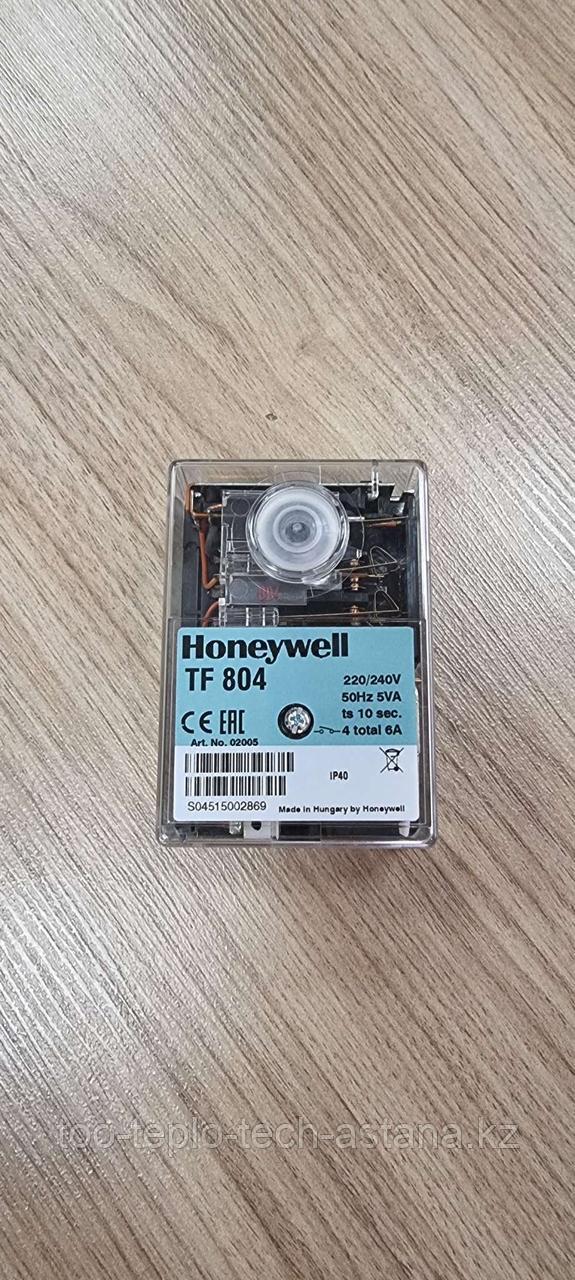 Honeywell
TF 804
220/240V
50Hz 5VA
ts 10 sec.
4 total 6A
CE EAC
Art. No. 02005
IP40
S04515002869
Made in Hungary by Honeywell
too-teplo-tech-astana.kz